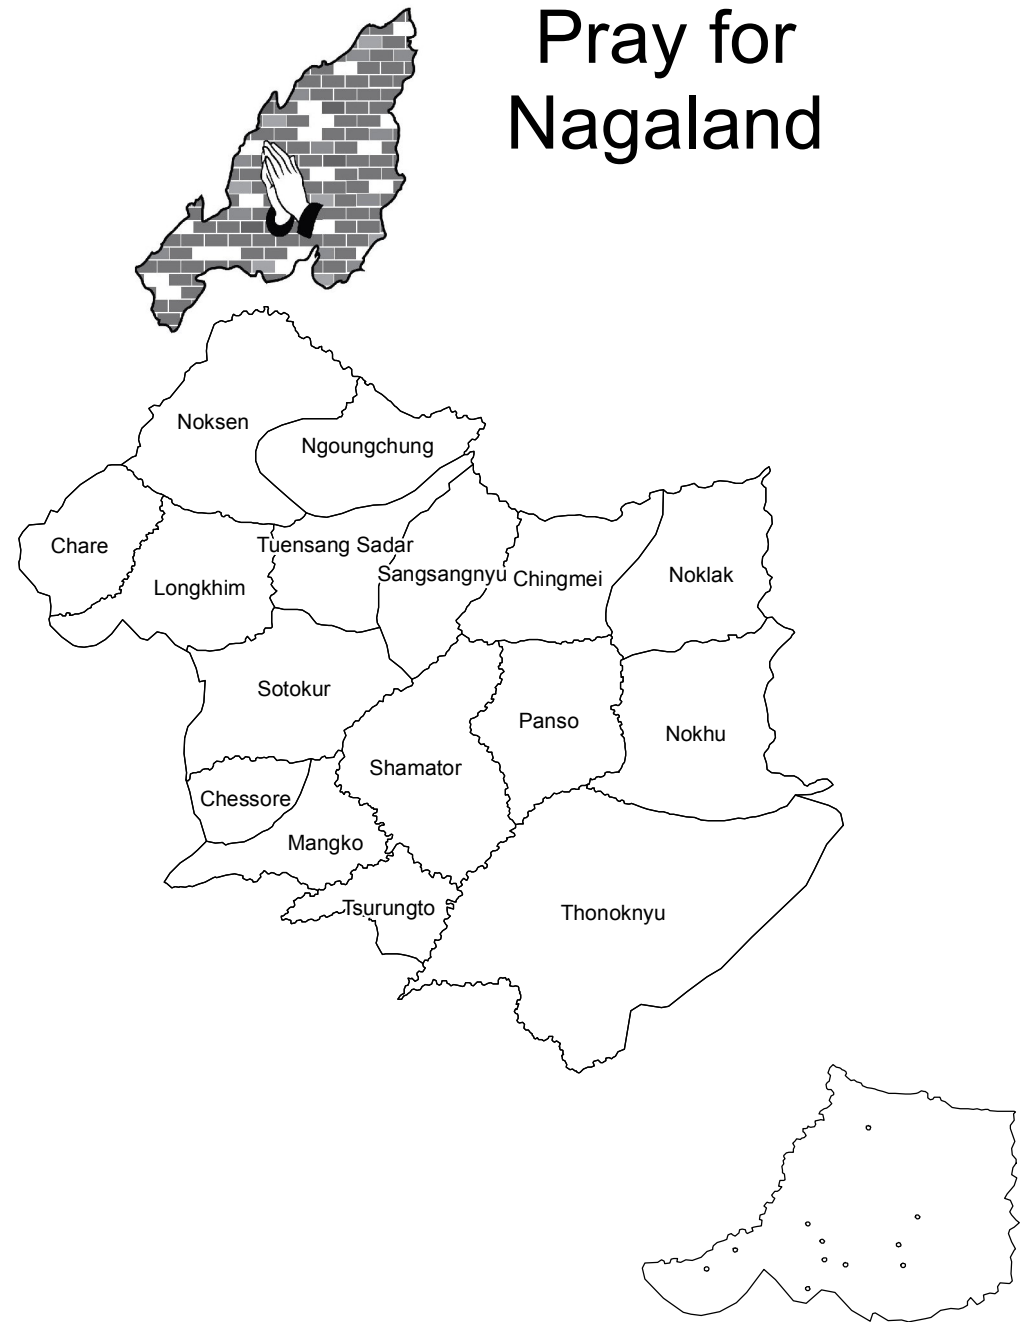 Pray for
Nagaland
Noksen
Ngoungchung
Chare
Tuensang Sadar
Longkhim
Sangsangnyu
Chingmei
Noklak
Sotokur
Panso
Nokhu
Shamator
Chessore
Mangko
Tsurungto
Thonoknyu